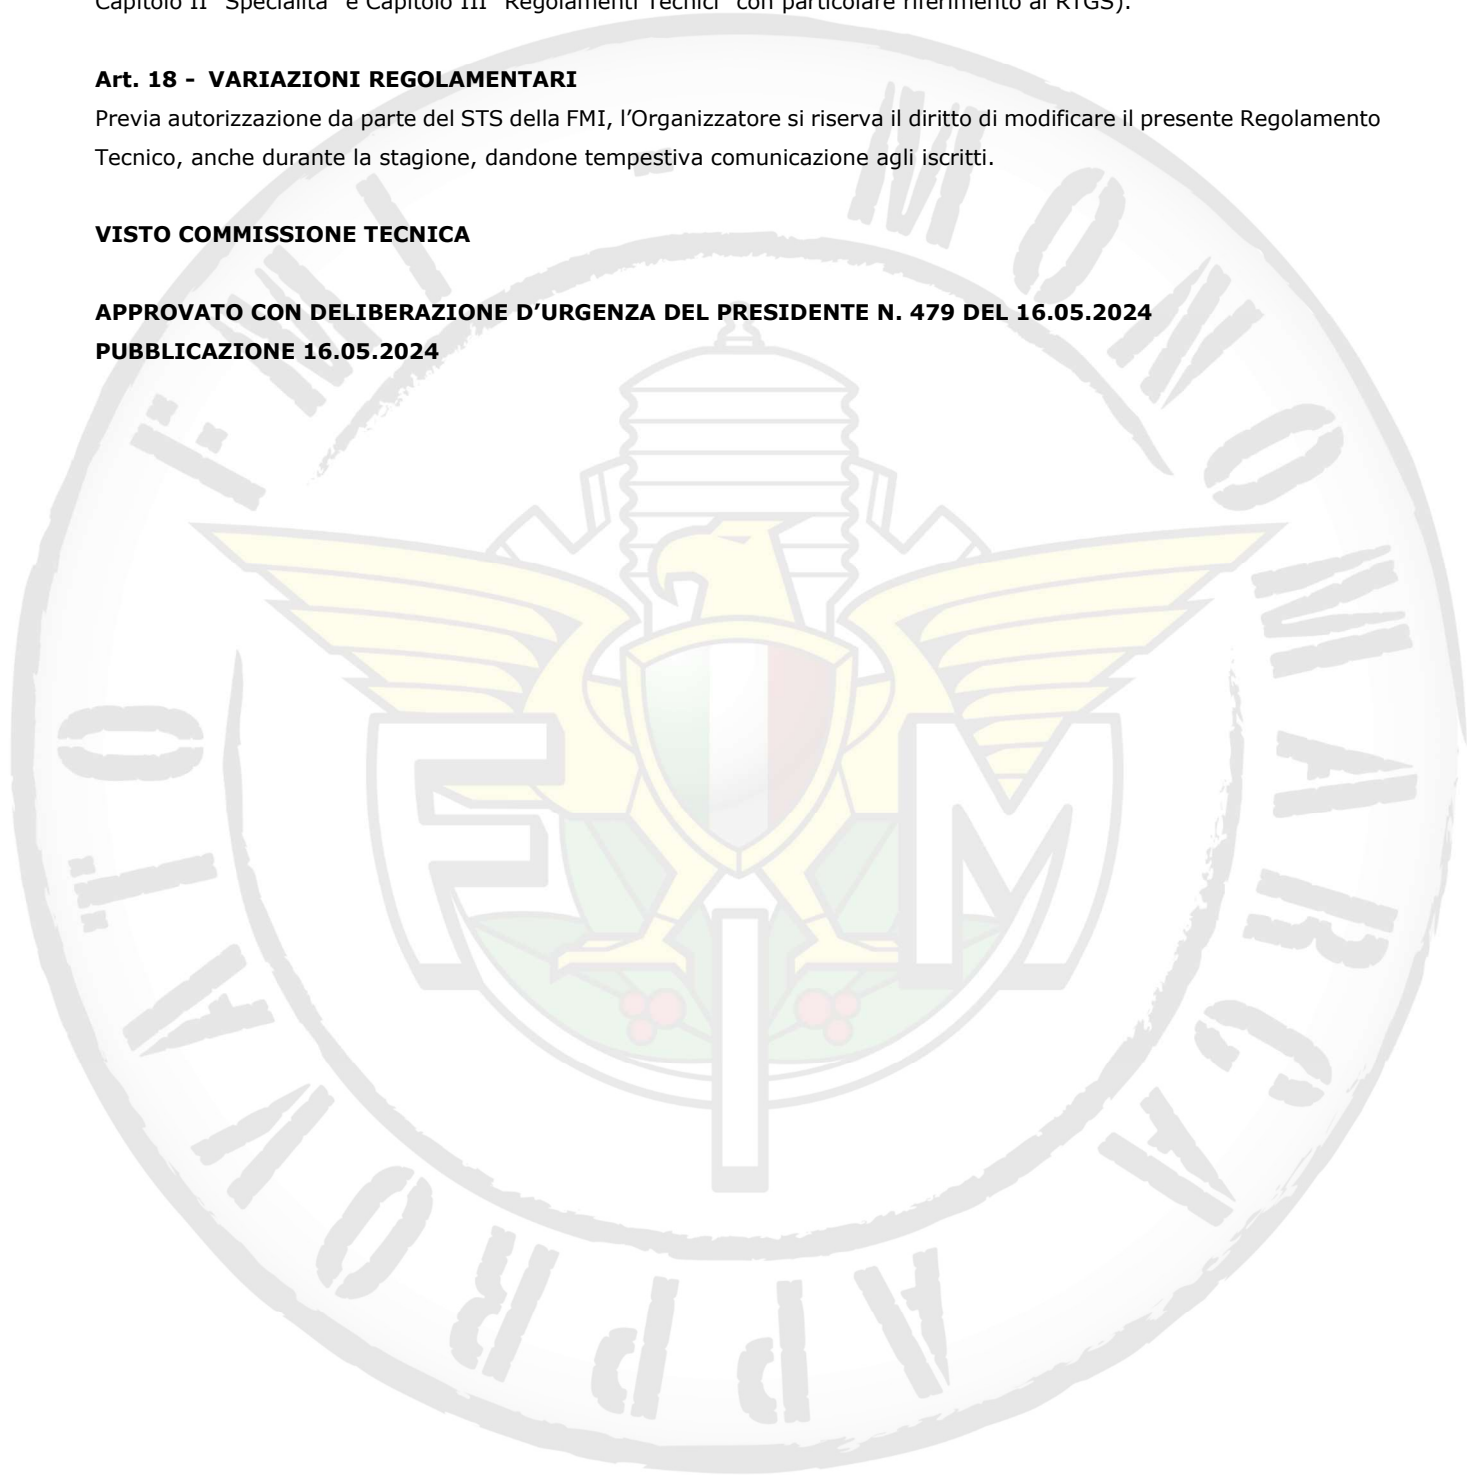 Capitolo II "Specialità" e Capitolo III "Regolamenti Tecnici" con particolare riferimento al RTGS).
Art. 18 - VARIAZIONI REGOLAMENTARI
Previa autorizzazione da parte del STS della FMI, l'Organizzatore si riserva il diritto di modificare il presente Regolamento
Tecnico, anche durante la stagione, dandone tempestiva comunicazione agli iscritti.
VISTO COMMISSIONE TECNICA
APPROVATO CON DELIBERAZIONE D'URGENZA DEL PRESIDENTE N. 479 DEL 16.05.2024
PUBBLICAZIONE 16.05.2024
FMI - MONOMARCA APPROVATO
FIM